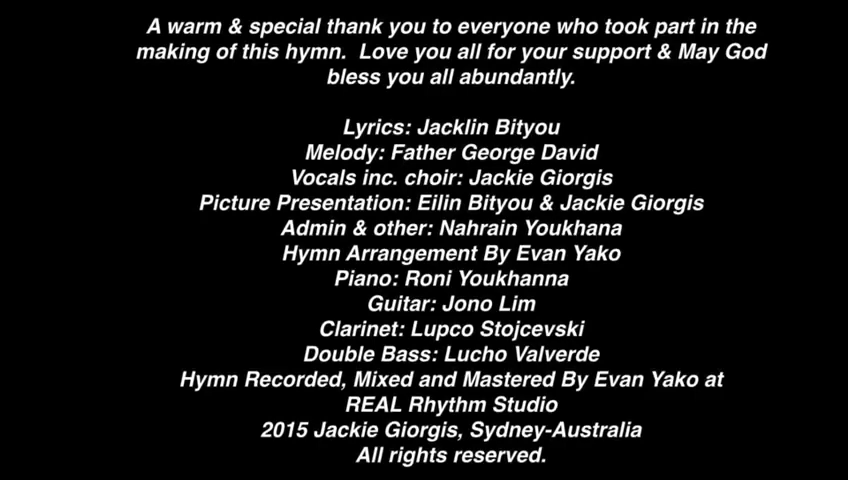 A warm & special thank you to everyone who took part in the
making of this hymn.  Love you all for your support & May God
bless you all abundantly.
Lyrics: Jacklin Bityou
Melody: Father George David
Vocals inc. choir: Jackie Giorgis
Picture Presentation: Eilin Bityou & Jackie Giorgis
Admin & other: Nahrain Youkhana
Hymn Arrangement By Evan Yako
Piano: Roni Youkhanna
Guitar: Jono Lim
Clarinet: Lupco Stojcevski
Double Bass: Lucho Valverde
Hymn Recorded, Mixed and Mastered By Evan Yako at
REAL Rhythm Studio
2015 Jackie Giorgis, Sydney-Australia
All rights reserved.